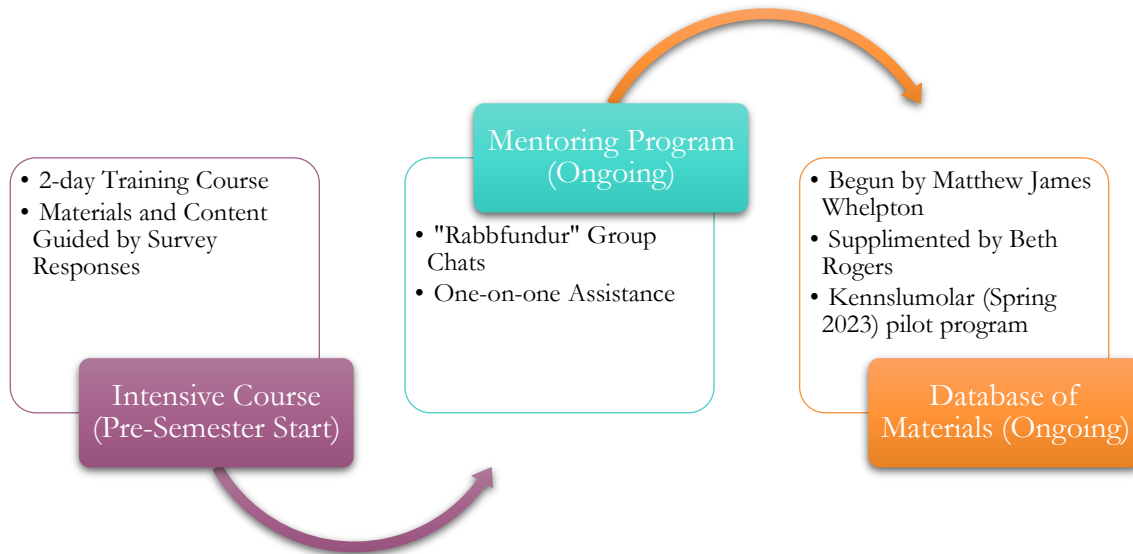 • 2-day Training Course
• Materials and Content
Guided by Survey
Responses
Intensive Course
(Pre-Semester Start)
Mentoring Program
(Ongoing)
• "Rabbfundur" Group
Chats
• One-on-one Assistance
• Begun by Matthew James
Whelpton
• Supplimented by Beth
Rogers
• Kennslumolar (Spring
2023) pilot program
Database of
Materials (Ongoing)